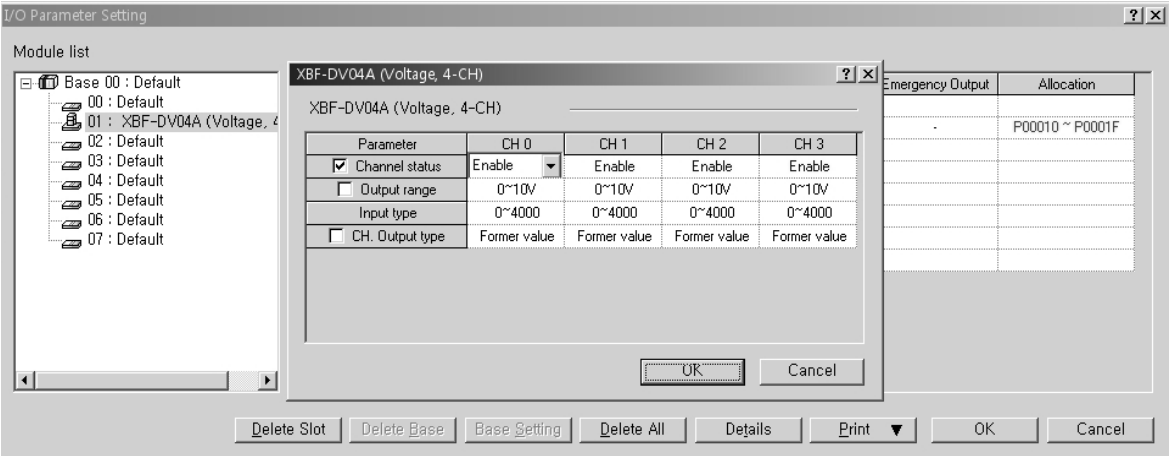 I/O Parameter Setting
Module list
Base 00 : Default
00 : Default
01 : XBF-DV04A (Voltage, 4
02 : Default
03 : Default
04 : Default
05 : Default
06 : Default
07 : Default
XBF-DV04A (Voltage, 4-CH)
XBF-DV04A (Voltage, 4-CH)
Parameter CH 0 CH 1 CH 2 CH 3
Channel status Enable Enable Enable Enable
Output range 0~10V 0~10V 0~10V 0~10V
Input type 0~4000 0~4000 0~4000 0~4000
CH. Output type Former value Former value Former value Former value
OK Cancel
Emergency Output Allocation
- P00010 ~ P0001F
Delete Slot Delete Base Base Setting Delete All Details Print OK Cancel